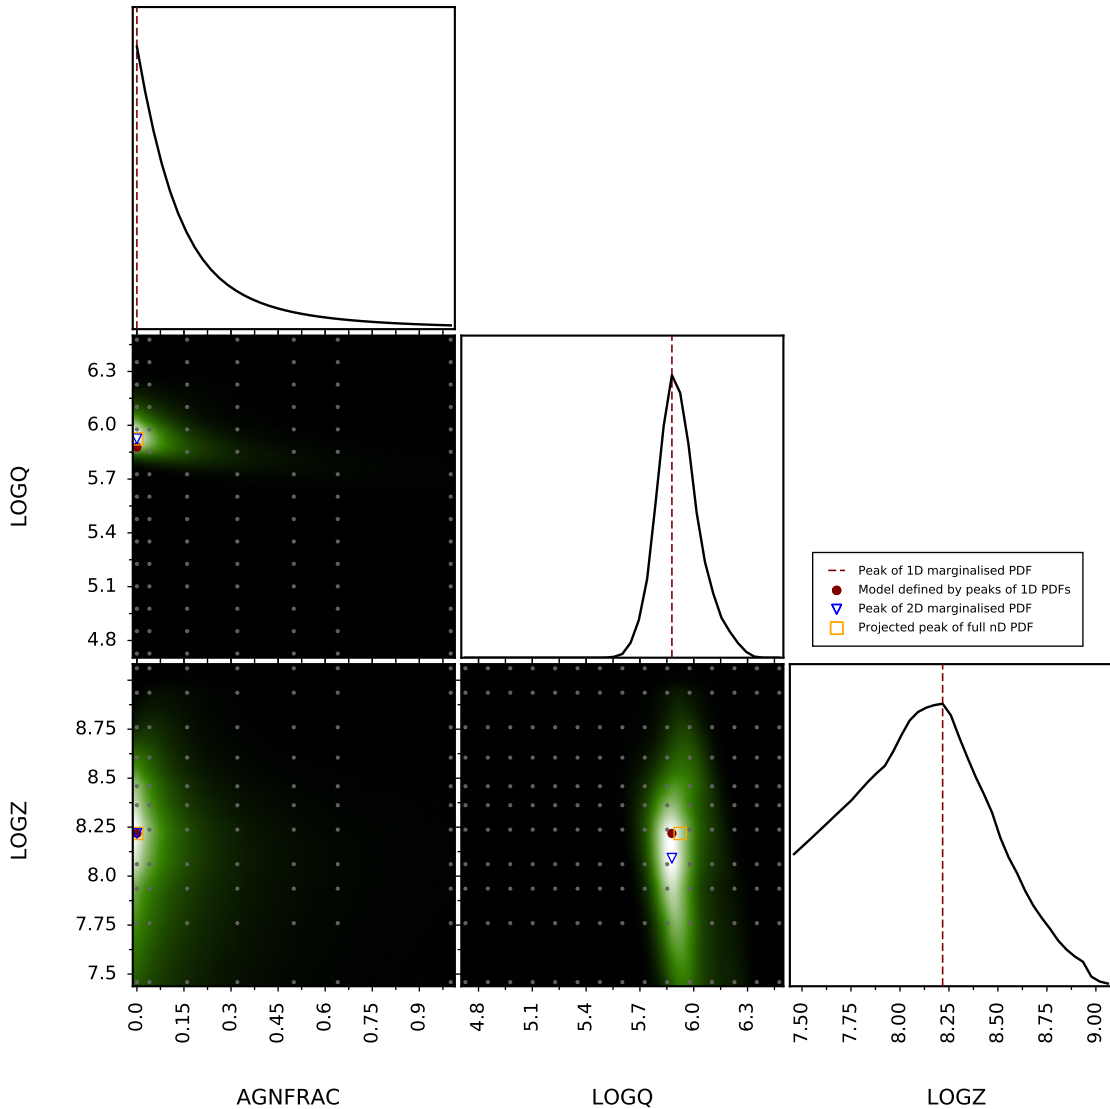 6.3
6.0
5.7
5.4
5.1
4.8
LOGQ
Peak of 1D marginalised PDF
Model defined by peaks of 1D PDFs
Peak of 2D marginalised PDF
Projected peak of full nD PDF
8.75
8.5
8.25
8.0
7.75
7.5
LOGZ
0.0 0.15 0.3 0.45 0.6 0.75 0.9
4.8 5.1 5.4 5.7 6.0 6.3
7.50 7.75 8.00 8.25 8.50 8.75 9.00
AGNFRAC
LOGQ
LOGZ